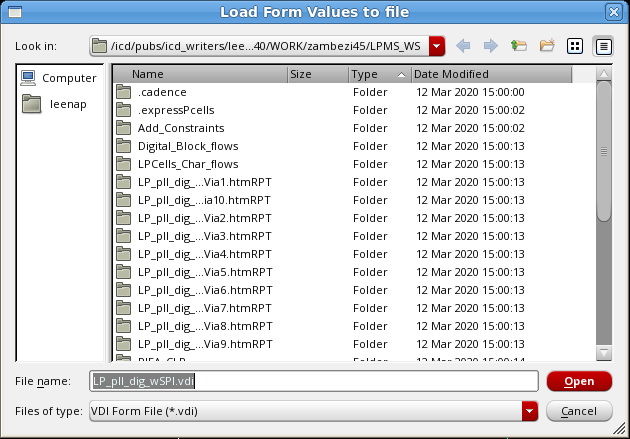 Load Form Values to file
Look in: /icd/pubs/icd_writers/lee...40/WORK/zambezi45/LPMS_WS
Computer
leenap
Name Size Type Date Modified
.cadence Folder 12 Mar 2020 15:00:00
.expressPcells Folder 12 Mar 2020 15:00:02
Add_Constraints Folder 12 Mar 2020 15:00:02
Digital_Block_flows Folder 12 Mar 2020 15:00:13
LPCells_Char_flows Folder 12 Mar 2020 15:00:13
LP_pll_dig_...Via1.htmRPT Folder 12 Mar 2020 15:00:13
LP_pll_dig_...ia10.htmRPT Folder 12 Mar 2020 15:00:13
LP_pll_dig_...Via2.htmRPT Folder 12 Mar 2020 15:00:13
LP_pll_dig_...Via3.htmRPT Folder 12 Mar 2020 15:00:13
LP_pll_dig_...Via4.htmRPT Folder 12 Mar 2020 15:00:13
LP_pll_dig_...Via5.htmRPT Folder 12 Mar 2020 15:00:13
LP_pll_dig_...Via6.htmRPT Folder 12 Mar 2020 15:00:13
LP_pll_dig_...Via7.htmRPT Folder 12 Mar 2020 15:00:13
LP_pll_dig_...Via8.htmRPT Folder 12 Mar 2020 15:00:13
LP_pll_dig_...Via9.htmRPT Folder 12 Mar 2020 15:00:13
Folder 12 Mar 2020 15:00:14
File name: LP_pll_dig_wSPI.vdi Open
Files of type: VDI Form File (*.vdi) Cancel